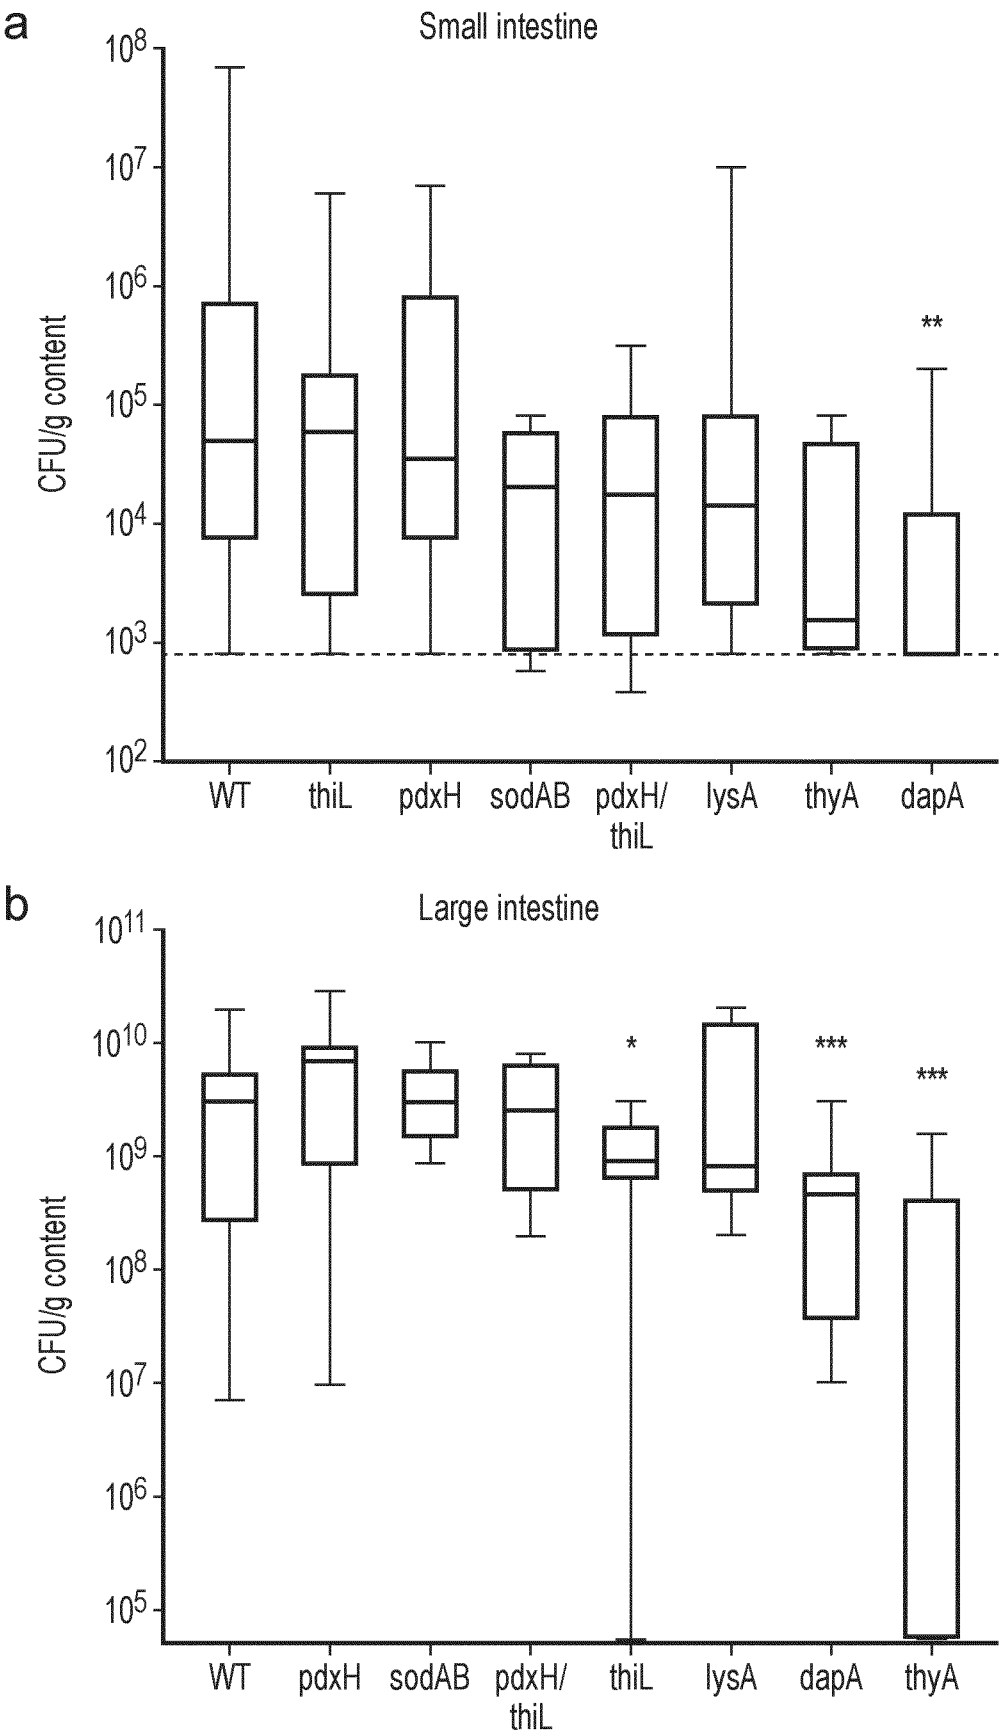 a
Small intestine
CFU/g content
10⁸
10⁷
10⁶
10⁵
10⁴
10³
10²
**
WT thiL pdxH sodAB pdxH/ lysA thyA dapA
thiL
b
Large intestine
CFU/g content
10¹¹
10¹⁰
10⁹
10⁸
10⁷
10⁶
10⁵
* *** ***
WT pdxH sodAB pdxH/ thiL lysA dapA thyA
thiL